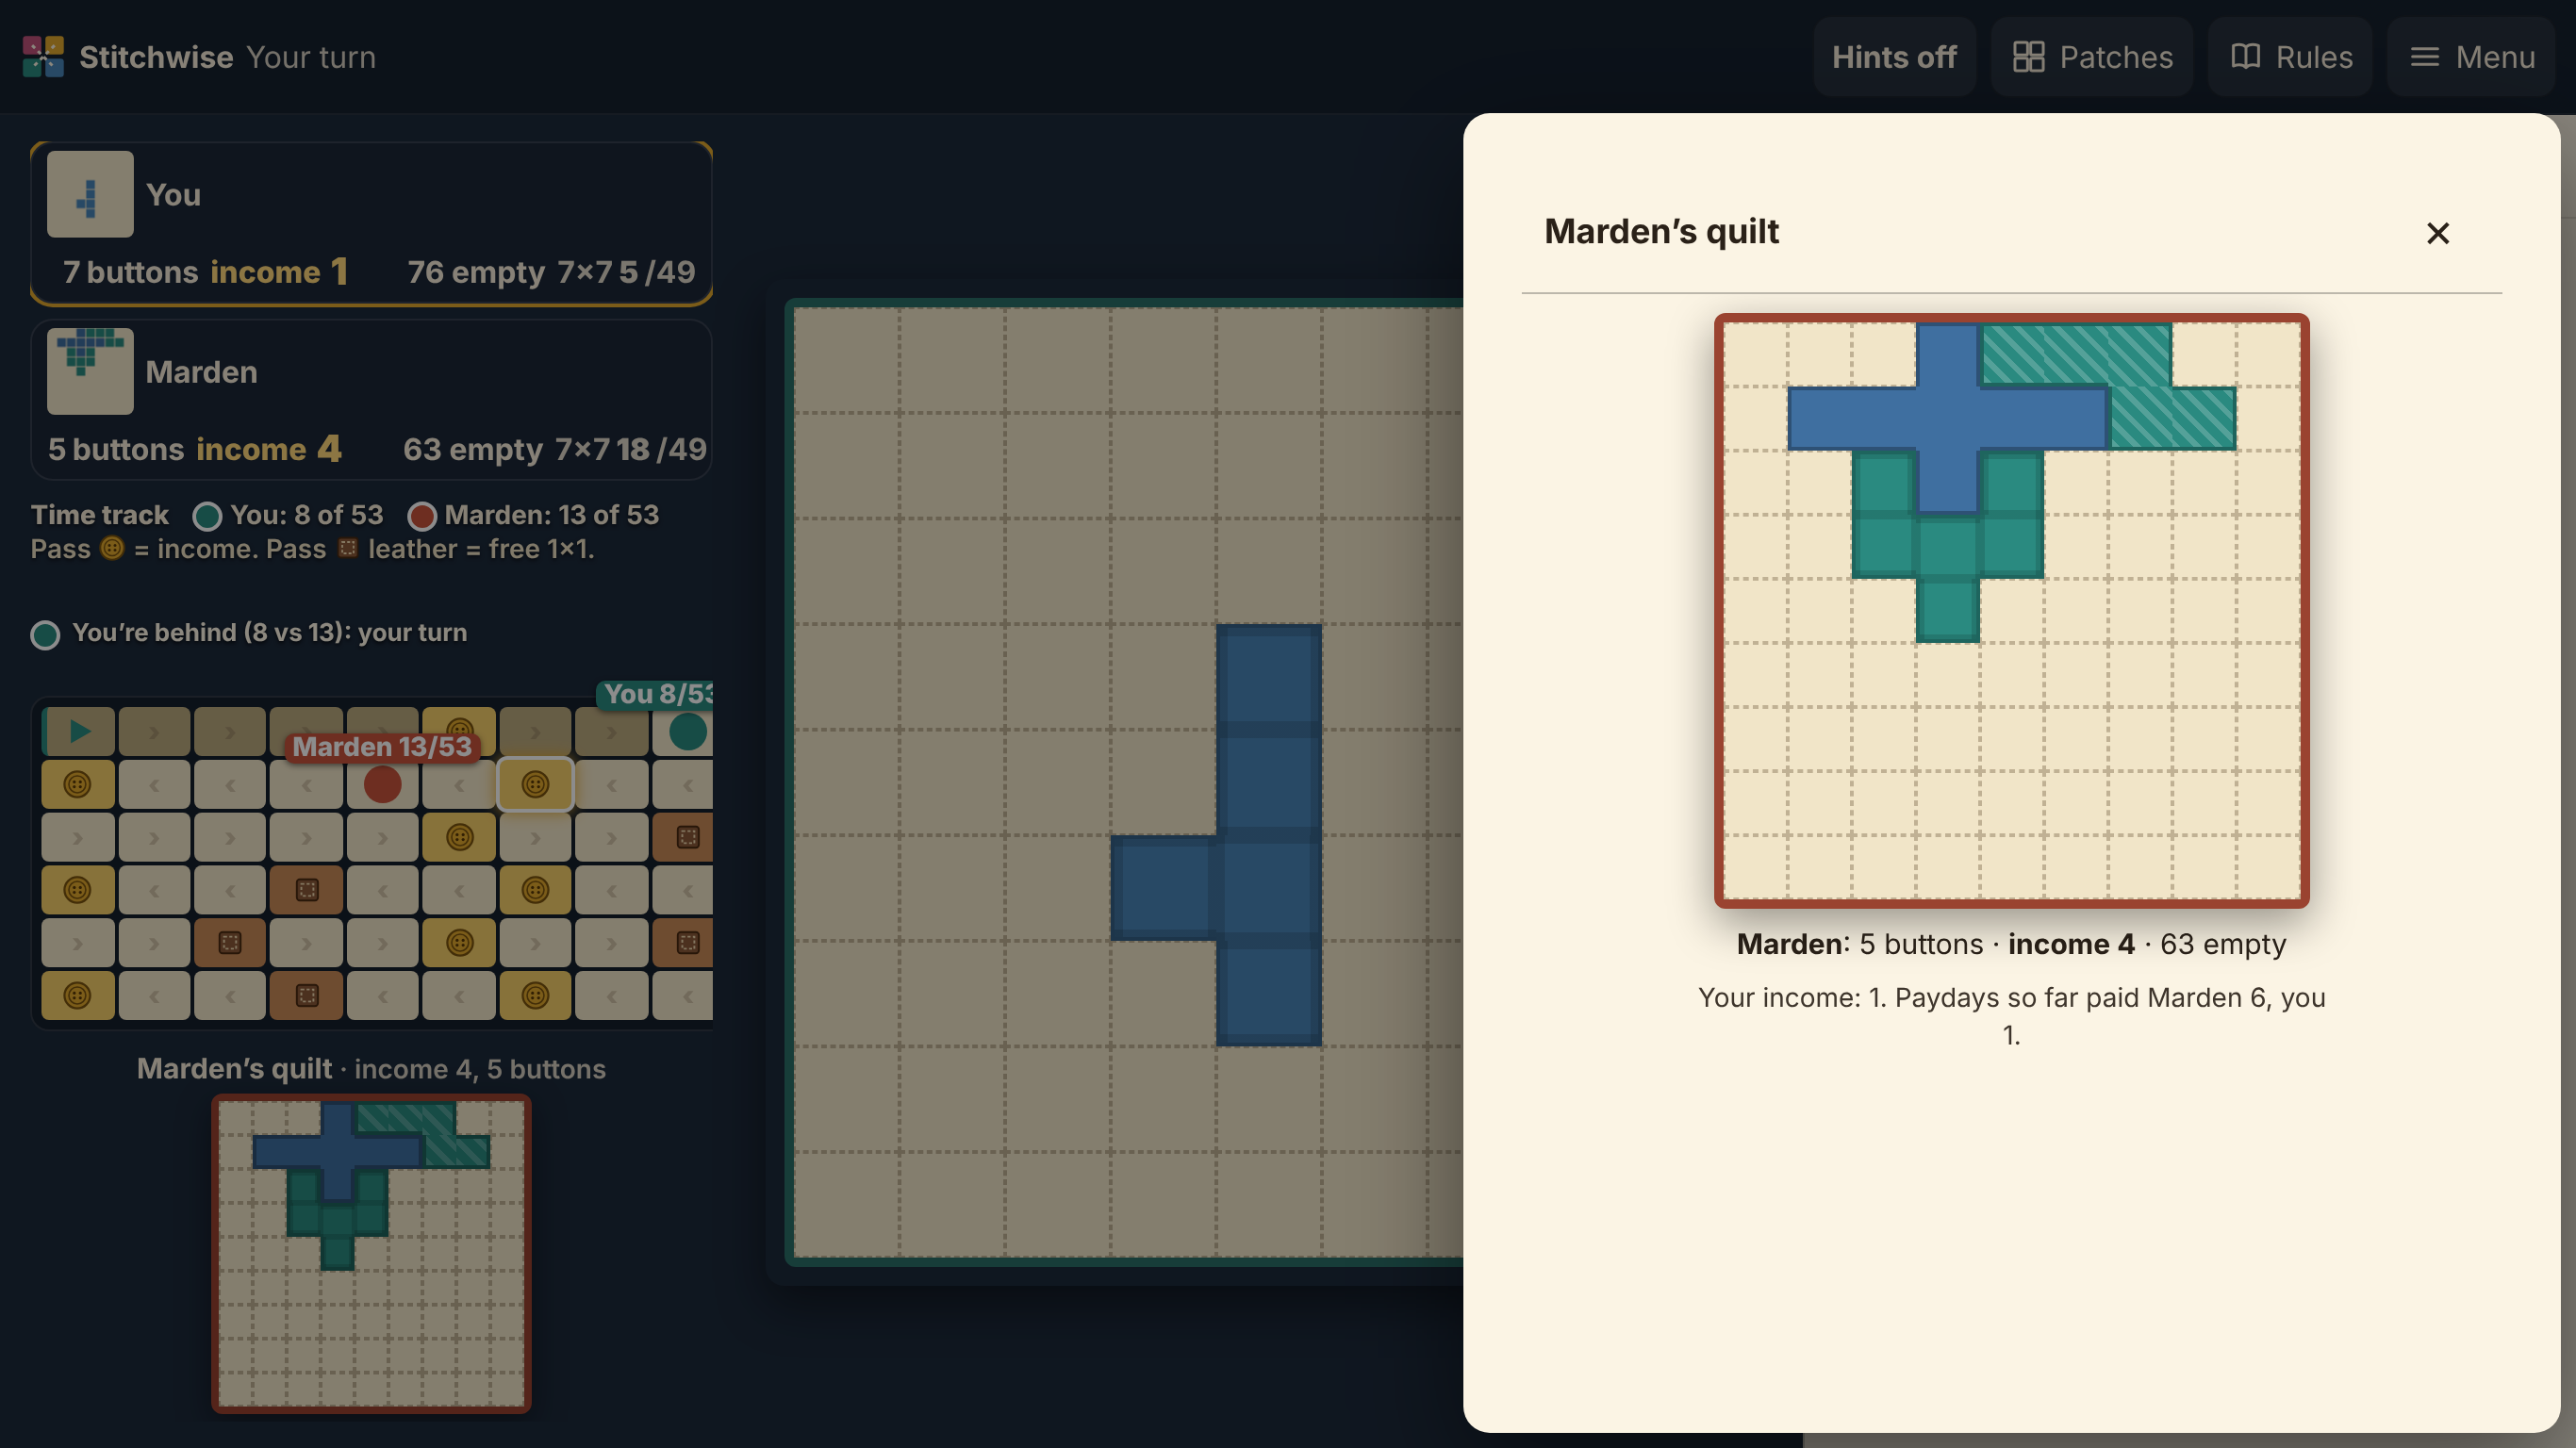 Stitchwise Your turn
Hints off
Patches
Rules
Menu
You
7 buttons income 1 76 empty 7×7 5 /49
Marden
5 buttons income 4 63 empty 7×7 18 /49
Time track You: 8 of 53 Marden: 13 of 53
Pass = income. Pass leather = free 1×1.
You’re behind (8 vs 13): your turn
You 8/53
Marden 13/53
Marden’s quilt · income 4, 5 buttons
Marden’s quilt
Marden: 5 buttons · income 4 · 63 empty
Your income: 1. Paydays so far paid Marden 6, you
1.